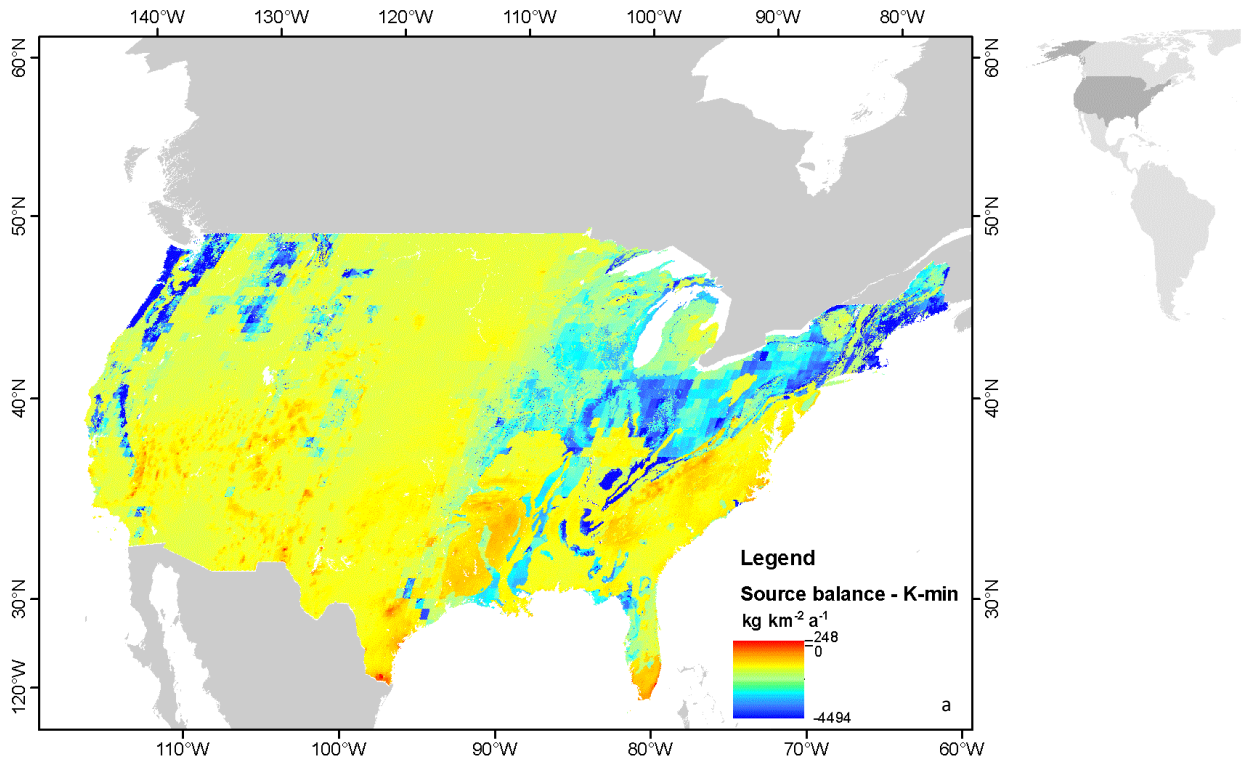 140°W 130°W 120°W 110°W 100°W 90°W 80°W
60°N 60°N
50°N 50°N
40°N 40°N
30°N 30°N
120°W
Legend
Source balance - K-min
kg km-2 a-1
248
0
-4494
a
110°W 100°W 90°W 80°W 70°W 60°W